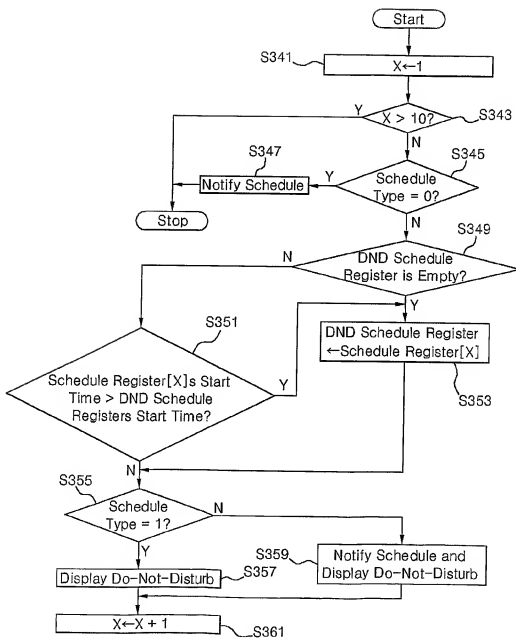 Start
S341
X←1
Y
X > 10?
S343
N
S347
S345
Y
Notify Schedule
Schedule
Type = 0?
Stop
N
S349
N
DND Schedule
Register is Empty?
Y
S351
DND Schedule Register
←Schedule Register[X]
Schedule Register[X]s Start
Time > DND Schedule
Registers Start Time?
Y
S353
N
S355
Schedule
Type = 1?
N
Y
S359
Notify Schedule and
Display Do-Not-Disturb
Display Do-Not-Disturb
S357
X←X + 1
S361